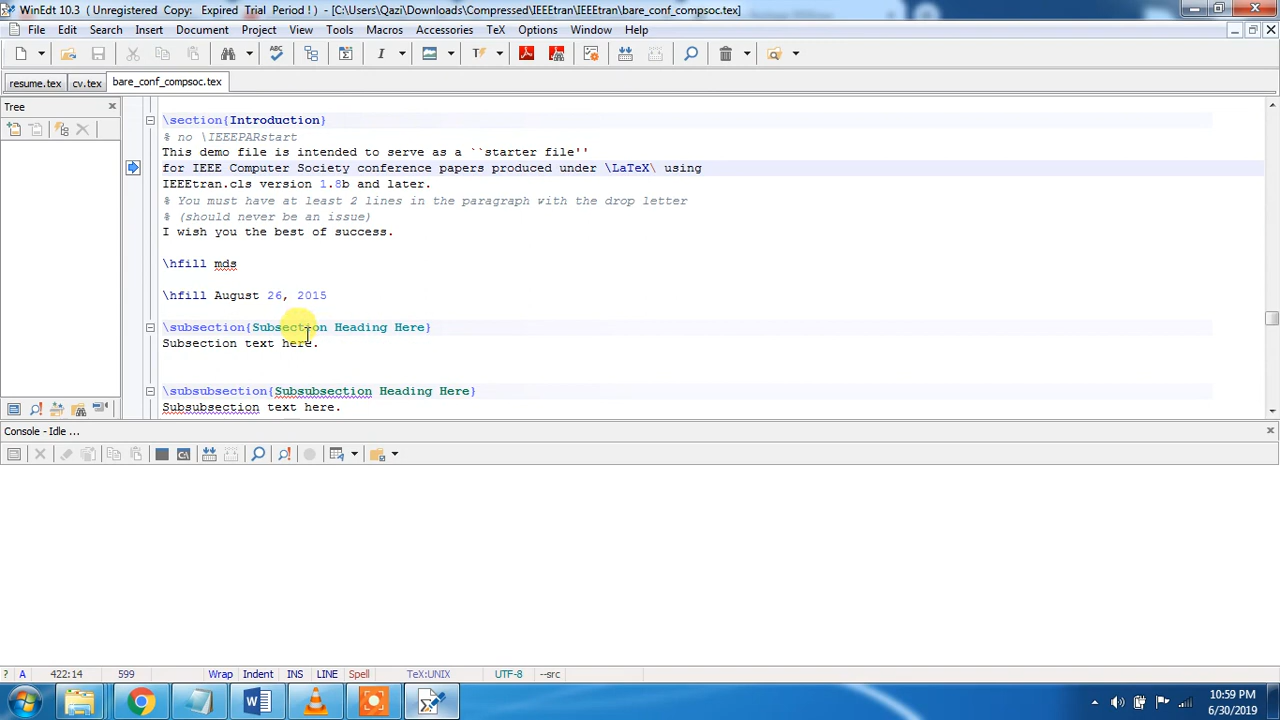 WinEdt 10.3 ( Unregistered Copy: Expired Trial Period ! ) - [C:\Users\Qazi\Downloads\Compressed\IEEEtran\IEEEtran\bare_conf_compsoc.tex]
File Edit Search Insert Document Project View Tools Macros Accessories TeX Options Window Help
resume.tex cv.tex bare_conf_compsoc.tex
Tree
\section{Introduction}
% no \IEEEPARstart
This demo file is intended to serve as a ``starter file''
for IEEE Computer Society conference papers produced under \LaTeX\ using
IEEEtran.cls version 1.8b and later.
% You must have at least 2 lines in the paragraph with the drop letter
% (should never be an issue)
I wish you the best of success.
\hfill mds
\hfill August 26, 2015
\subsection{Subsection Heading Here}
Subsection text here.
\subsubsection{Subsubsection Heading Here}
Subsubsection text here.
Console - Idle ...
? A 422:14 599 Wrap Indent INS LINE Spell TeX:UNIX UTF-8 --src
10:59 PM
6/30/2019